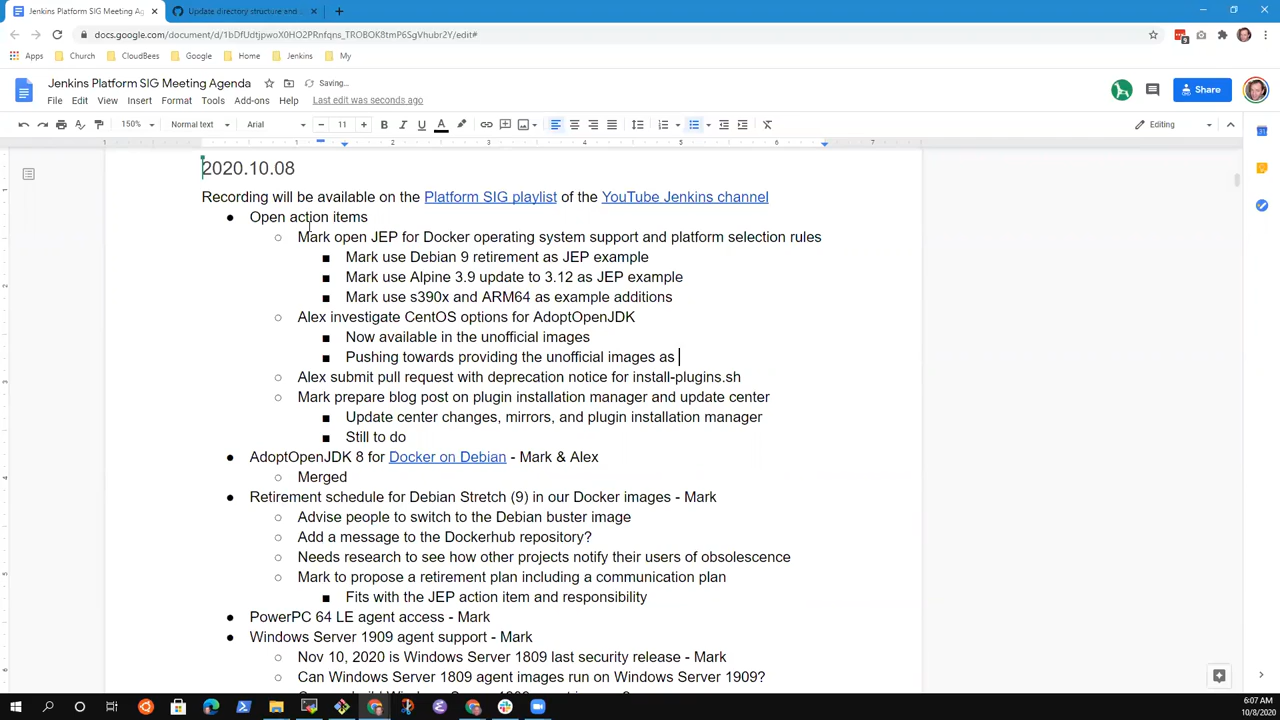 Jenkins Platform SIG Meeting Age
Update directory structure and
docs.google.com/document/d/1bDfUdtjpwoX0HO2PRnfqns_TROBOK8tmP6SgVhubr2Y/edit#
Apps Church CloudBees Google Home Jenkins My
Jenkins Platform SIG Meeting Agenda Saving...
File Edit View Insert Format Tools Add-ons Help Last edit was seconds ago
Share
150% Normal text Arial 11 Editing
1 1 2 3 4 5 6 7
2020.10.08
Recording will be available on the Platform SIG playlist of the YouTube Jenkins channel
Open action items
Mark open JEP for Docker operating system support and platform selection rules
Mark use Debian 9 retirement as JEP example
Mark use Alpine 3.9 update to 3.12 as JEP example
Mark use s390x and ARM64 as example additions
Alex investigate CentOS options for AdoptOpenJDK
Now available in the unofficial images
Pushing towards providing the unofficial images as
Alex submit pull request with deprecation notice for install-plugins.sh
Mark prepare blog post on plugin installation manager and update center
Update center changes, mirrors, and plugin installation manager
Still to do
AdoptOpenJDK 8 for Docker on Debian - Mark & Alex
Merged
Retirement schedule for Debian Stretch (9) in our Docker images - Mark
Advise people to switch to the Debian buster image
Add a message to the Dockerhub repository?
Needs research to see how other projects notify their users of obsolescence
Mark to propose a retirement plan including a communication plan
Fits with the JEP action item and responsibility
PowerPC 64 LE agent access - Mark
Windows Server 1909 agent support - Mark
Nov 10, 2020 is Windows Server 1809 last security release - Mark
Can Windows Server 1809 agent images run on Windows Server 1909?
6:07 AM
10/8/2020